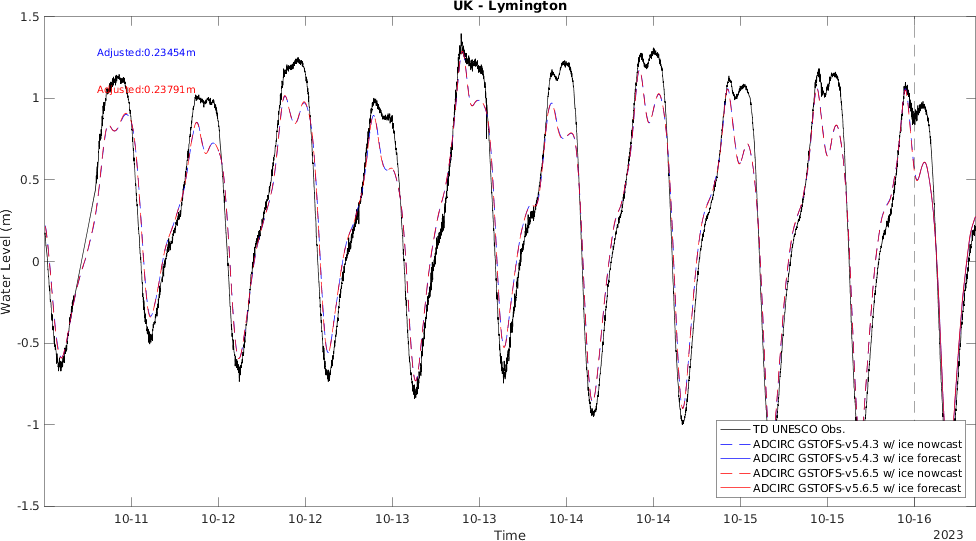 UK - Lymington
Adjusted:0.23454m
Adjusted:0.23791m
Water Level (m)
1.5
1
0.5
0
-0.5
-1
-1.5
TD UNESCO Obs.
ADCIRC GSTOFS-v5.4.3 w/ ice nowcast
ADCIRC GSTOFS-v5.4.3 w/ ice forecast
ADCIRC GSTOFS-v5.6.5 w/ ice nowcast
ADCIRC GSTOFS-v5.6.5 w/ ice forecast
10-11 10-12 10-12 10-13 10-13 10-14 10-14 10-15 10-15 10-16
Time
2023